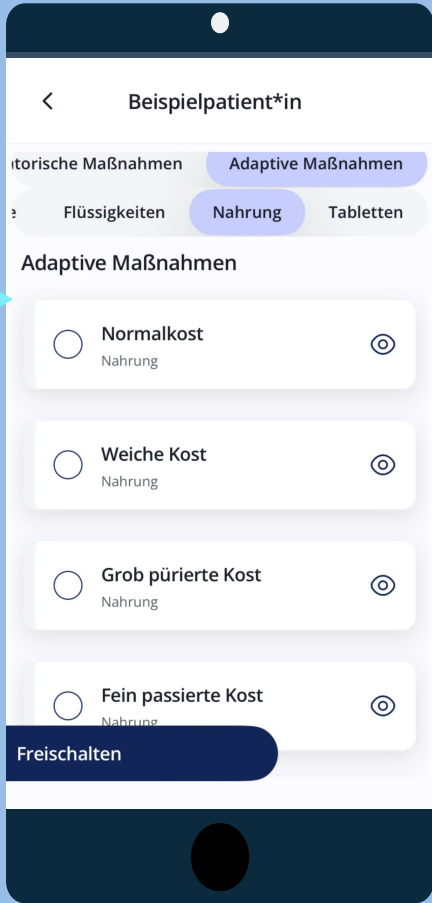 Beispielpatient*in
torische Maßnahmen Adaptive Maßnahmen
e Flüssigkeiten Nahrung Tabletten
Adaptive Maßnahmen
Normalkost
Nahrung
Weiche Kost
Nahrung
Grob pürierte Kost
Nahrung
Fein passierte Kost
Nahrung
Freischalten